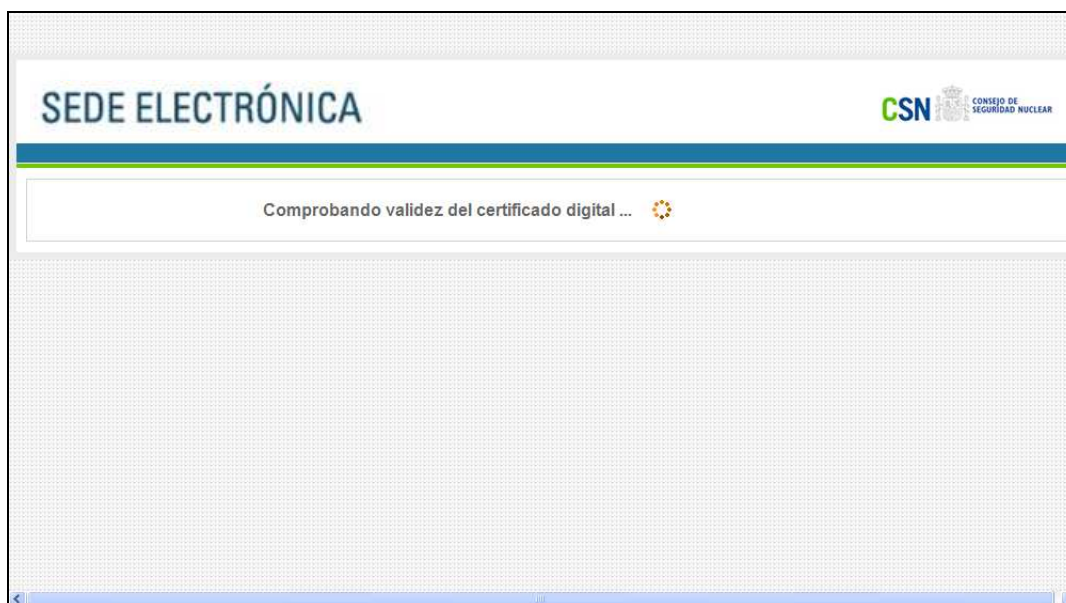 SEDE ELECTRÓNICA
CSN
CONSEJO DE
SEGURIDAD NUCLEAR
Comprobando validez del certificado digital ...